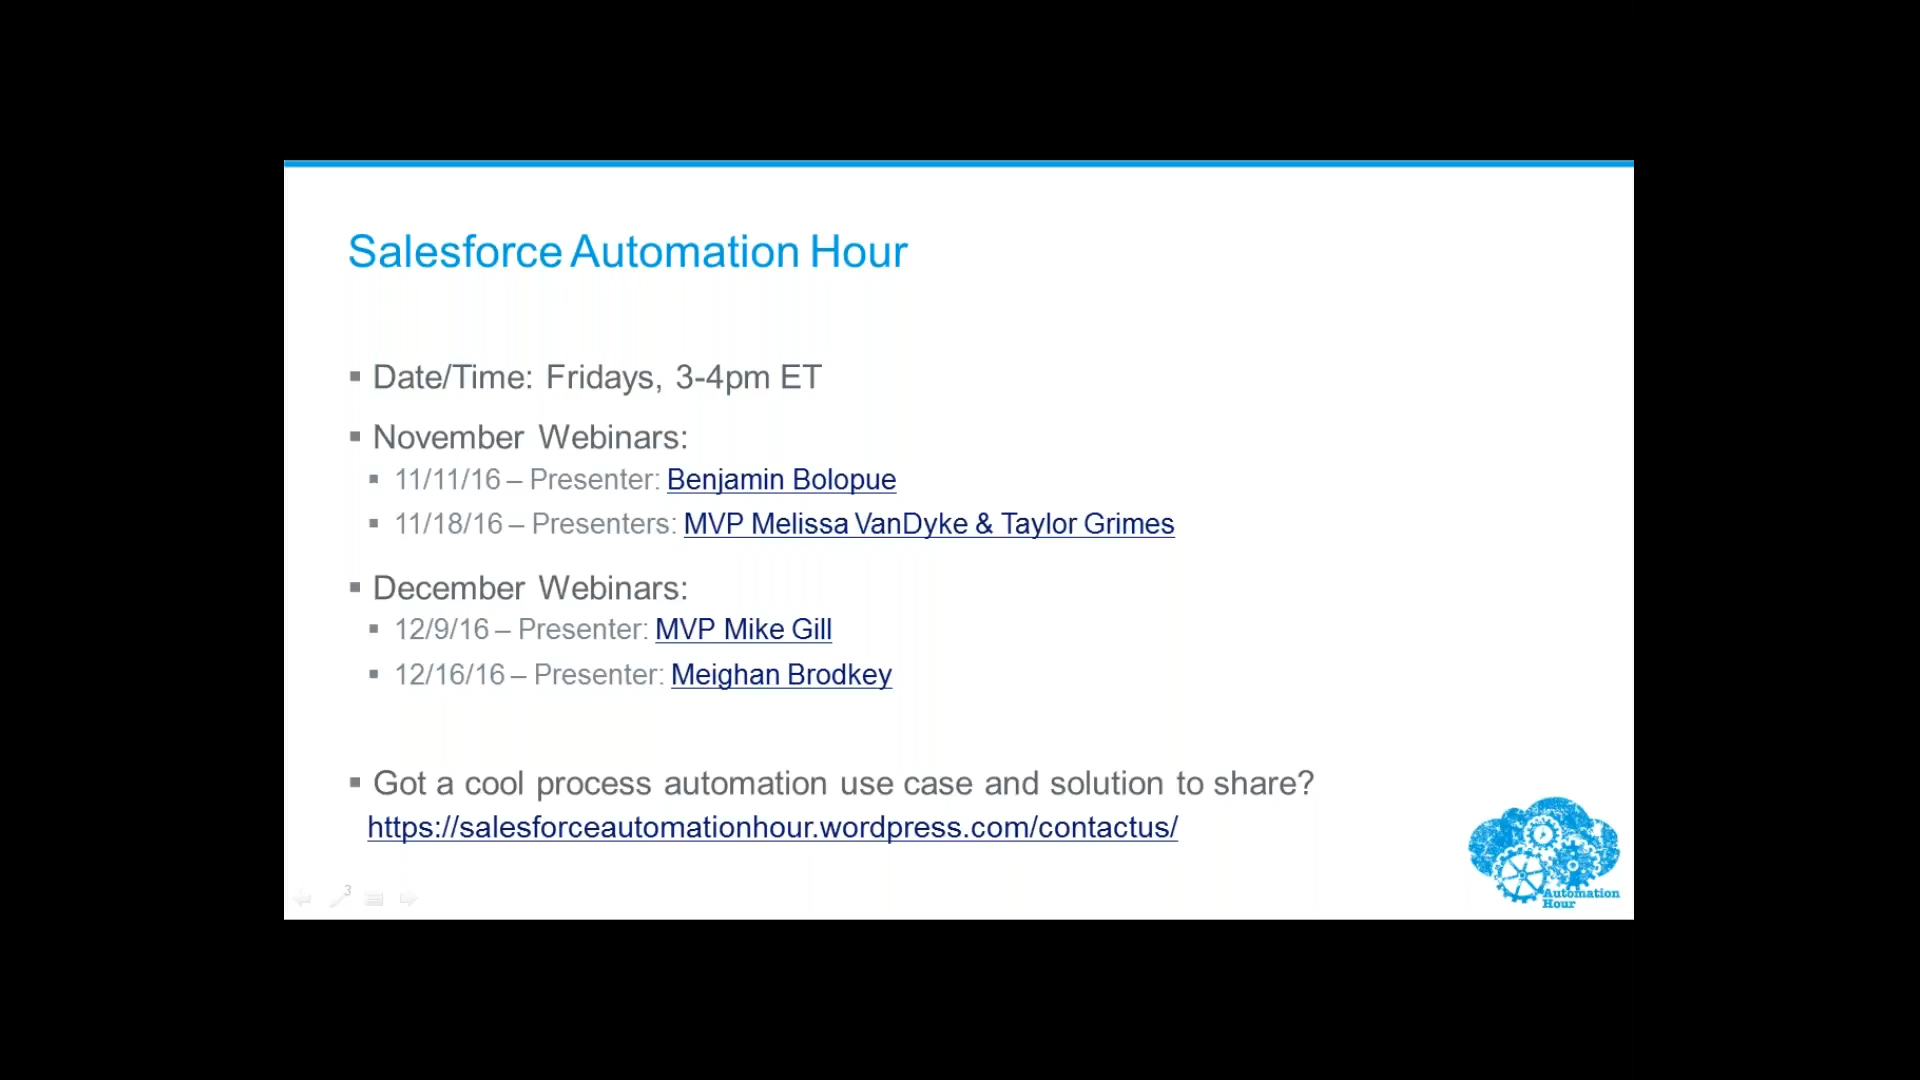 Salesforce Automation Hour
▪ Date/Time: Fridays, 3-4pm ET
▪ November Webinars:
▪ 11/11/16 – Presenter: Benjamin Bolopue
▪ 11/18/16 – Presenters: MVP Melissa VanDyke & Taylor Grimes
▪ December Webinars:
▪ 12/9/16 – Presenter: MVP Mike Gill
▪ 12/16/16 – Presenter: Meighan Brodkey
▪ Got a cool process automation use case and solution to share?
https://salesforceautomationhour.wordpress.com/contactus/
3
Automation
Hour